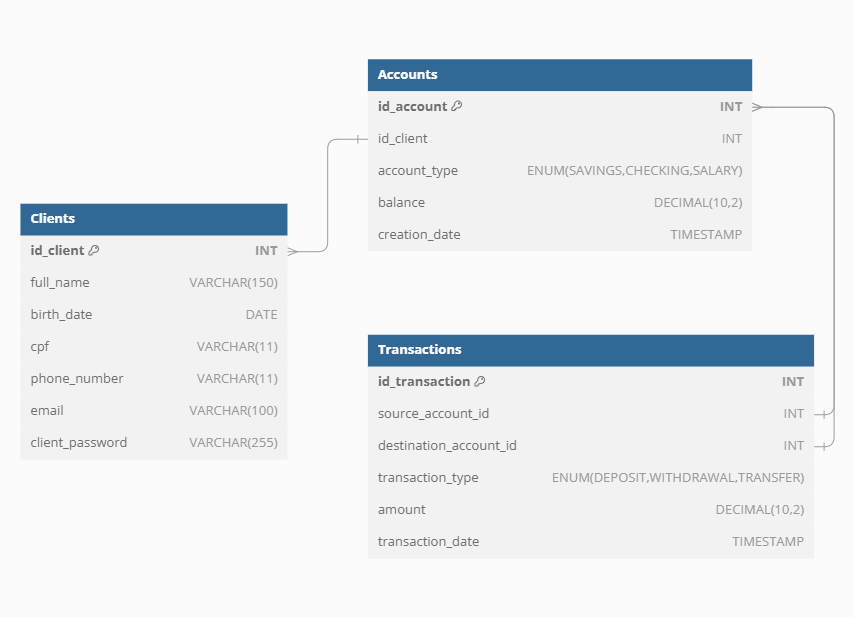 Accounts
id_account INT
id_client INT
account_type ENUM(SAVINGS,CHECKING,SALARY)
balance DECIMAL(10,2)
creation_date TIMESTAMP
Clients
id_client INT
full_name VARCHAR(150)
birth_date DATE
cpf VARCHAR(11)
phone_number VARCHAR(11)
email VARCHAR(100)
client_password VARCHAR(255)
Transactions
id_transaction INT
source_account_id INT
destination_account_id INT
transaction_type ENUM(DEPOSIT,WITHDRAWAL,TRANSFER)
amount DECIMAL(10,2)
transaction_date TIMESTAMP